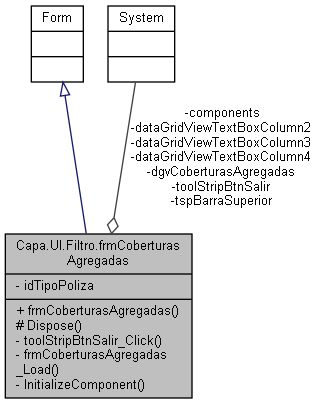 Form
System
-components
-dataGridViewTextBoxColumn2
-dataGridViewTextBoxColumn3
-dataGridViewTextBoxColumn4
-dgvCoberturasAgregadas
-toolStripBtnSalir
-tspBarraSuperior
Capa.UI.Filtro.frmCoberturas
Agregadas
- idTipoPoliza
+ frmCoberturasAgregadas()
# Dispose()
- toolStripBtnSalir_Click()
- frmCoberturasAgregadas
_Load()
- InitializeComponent()